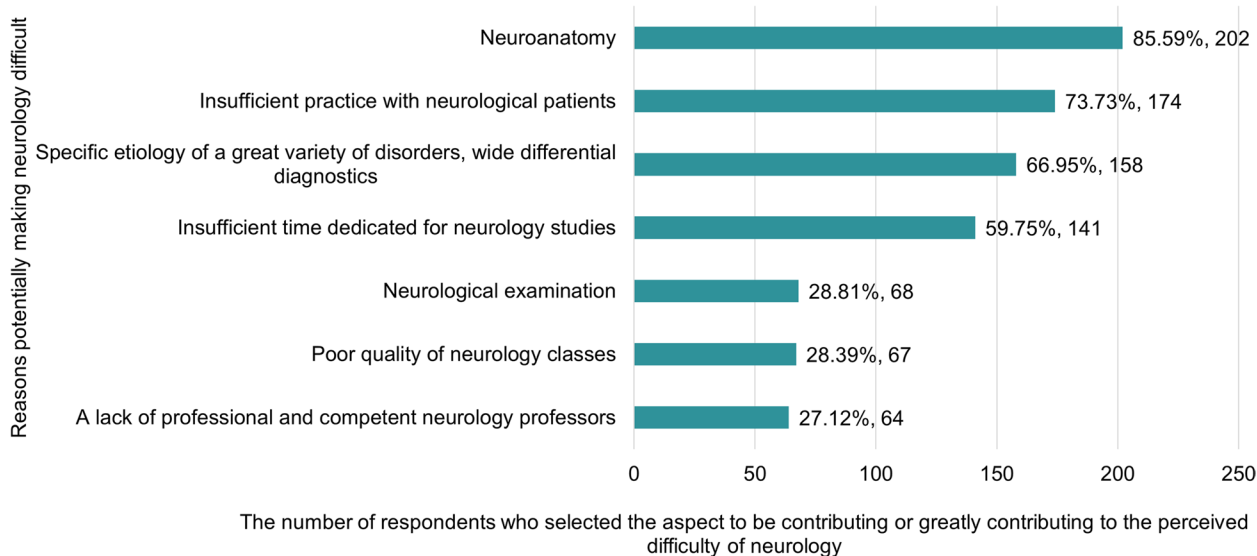 Reasons potentially making neurology difficult
Neuroanatomy
85.59%, 202
Insufficient practice with neurological patients
73.73%, 174
Specific etiology of a great variety of disorders, wide differential
diagnostics
66.95%, 158
Insufficient time dedicated for neurology studies
59.75%, 141
Neurological examination
28.81%, 68
Poor quality of neurology classes
28.39%, 67
A lack of professional and competent neurology professors
27.12%, 64
0 50 100 150 200 250
The number of respondents who selected the aspect to be contributing or greatly contributing to the perceived
difficulty of neurology